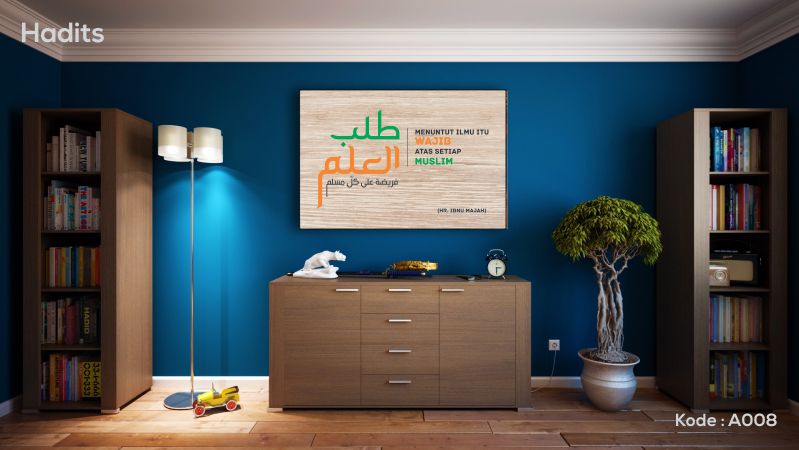 Hadits
طلب
العلم
فريضة على كلّ مسلم
MENUNTUT ILMU ITU
WAJIB
ATAS SETIAP
MUSLIM
(HR. IBNU MAJAH)
HADID
Kode : A008